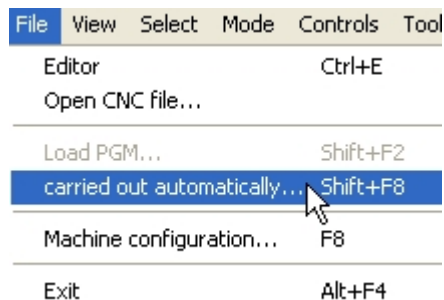 File View Select Mode Controls Tool
Editor Ctrl+E
Open CNC file...
Load PGM... Shift+F2
carried out automatically... Shift+F8
Machine configuration... F8
Exit Alt+F4